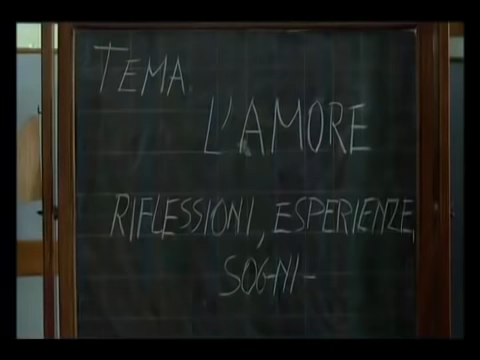 TEMA
L'AMORE
RIFLESSIONI, ESPERIENZE,
SOGNI-